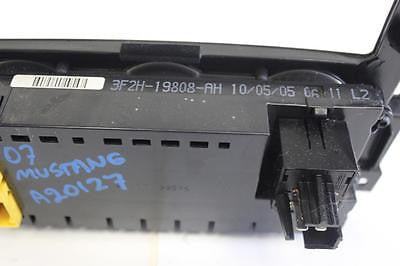 3F2H-19808-AH 10/05/05 06:11 L2
07
MUSTANG
A20127